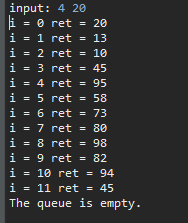 input: 4 20
i = 0 ret = 20
i = 1 ret = 13
i = 2 ret = 10
i = 3 ret = 45
i = 4 ret = 95
i = 5 ret = 58
i = 6 ret = 73
i = 7 ret = 80
i = 8 ret = 98
i = 9 ret = 82
i = 10 ret = 94
i = 11 ret = 45
The queue is empty.